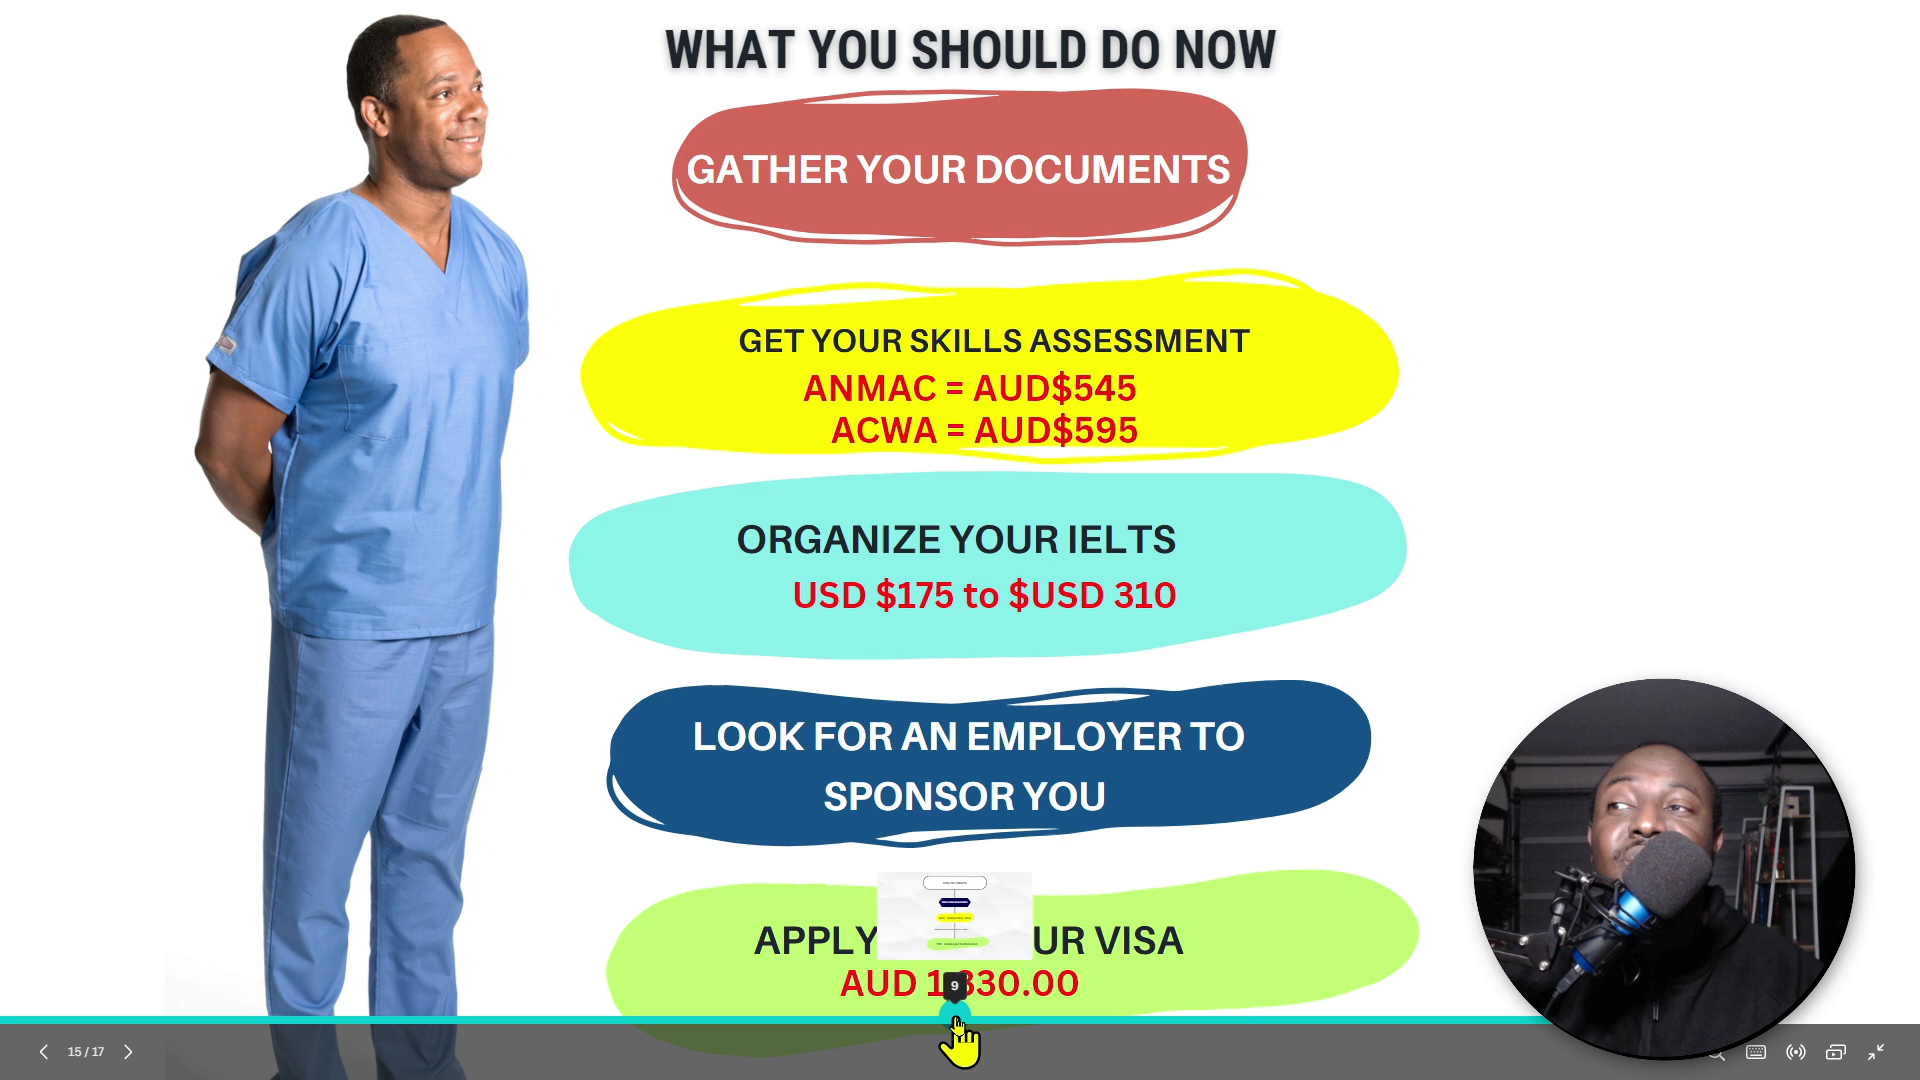 WHAT YOU SHOULD DO NOW
GATHER YOUR DOCUMENTS
GET YOUR SKILLS ASSESSMENT
ANMAC = AUD$545
ACWA = AUD$595
ORGANIZE YOUR IELTS
USD $175 to $USD 310
LOOK FOR AN EMPLOYER TO
SPONSOR YOU
APPLY UR VISA
AUD 1 330.00
9
15 / 17